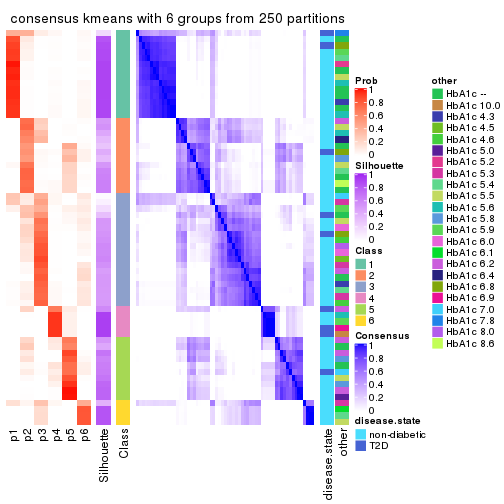 consensus kmeans with 6 groups from 250 partitions
Prob
1
0.8
0.6
0.4
0.2
0
Silhouette
1
0.8
0.6
0.4
0.2
0
Class
1
2
3
4
5
6
Consensus
1
0.8
0.6
0.4
0.2
0
disease.state
non-diabetic
T2D
other
HbA1c --
HbA1c 10.0
HbA1c 4.3
HbA1c 4.5
HbA1c 4.6
HbA1c 5.0
HbA1c 5.2
HbA1c 5.3
HbA1c 5.4
HbA1c 5.5
HbA1c 5.6
HbA1c 5.8
HbA1c 5.9
HbA1c 6.0
HbA1c 6.1
HbA1c 6.2
HbA1c 6.4
HbA1c 6.8
HbA1c 6.9
HbA1c 7.0
HbA1c 7.8
HbA1c 8.0
HbA1c 8.6
p1
p2
p3
p4
p5
p6
Silhouette
Class
disease.state
other